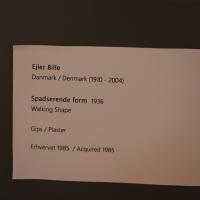 Ejler Bille
Danmark / Denmark (1910 - 2004)
Spadserende form 1936
Walking Shape
Gips / Plaster
Erhvervet 1985 / Acquired 1985